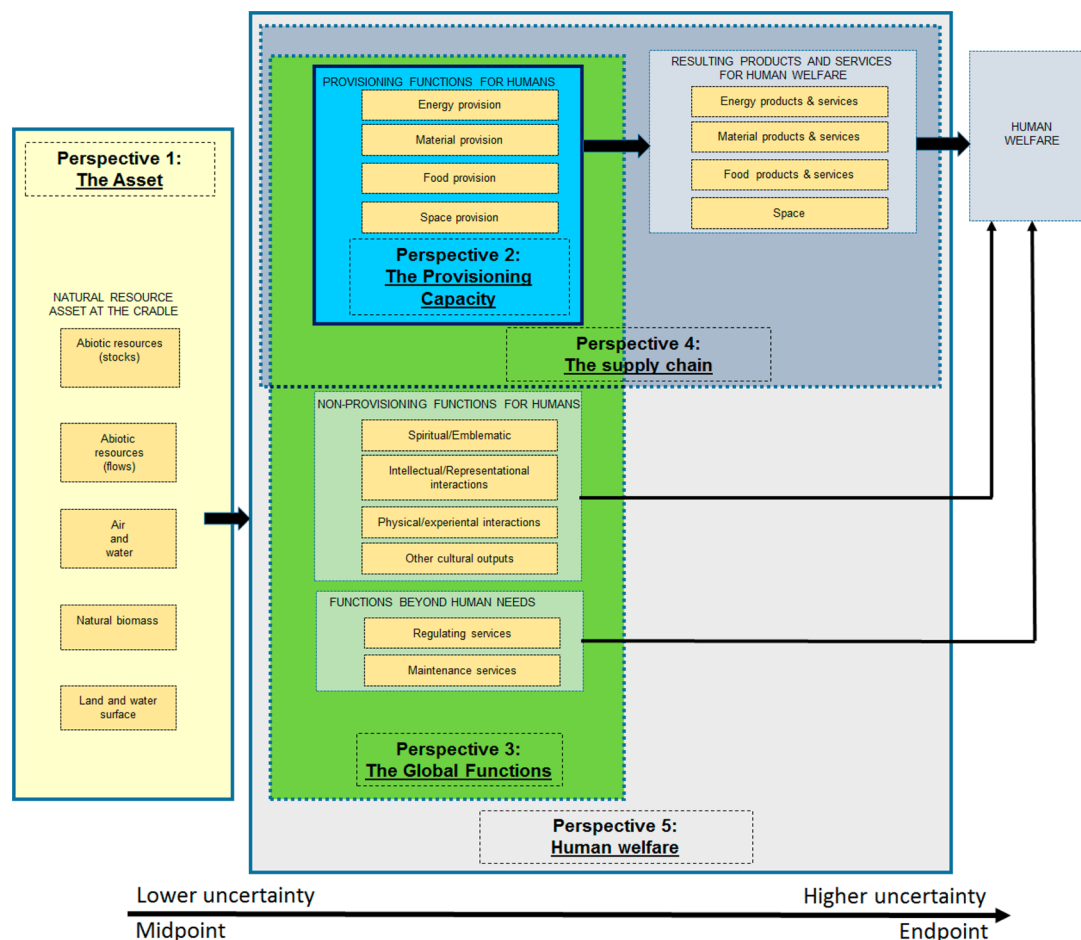 Perspective 1:
The Asset
NATURAL RESOURCE
ASSET AT THE CRADLE
Abiotic resources
(stocks)
Abiotic
resources
(flows)
Air
and
water
Natural biomass
Land and water
surface
PROVISIONING FUNCTIONS FOR HUMANS
Energy provision
Material provision
Food provision
Space provision
Perspective 2:
The Provisioning
Capacity
RESULTING PRODUCTS AND SERVICES
FOR HUMAN WELFARE
Energy products & services
Material products & services
Food products & services
Space
HUMAN
WELFARE
Perspective 4:
The supply chain
NON-PROVISIONING FUNCTIONS FOR HUMANS
Spiritual/Emblematic
Intellectual/Representational
interactions
Physical/experiental interactions
Other cultural outputs
FUNCTIONS BEYOND HUMAN NEEDS
Regulating services
Maintenance services
Perspective 3:
The Global Functions
Perspective 5:
Human welfare
Lower uncertainty
Higher uncertainty
Midpoint
Endpoint